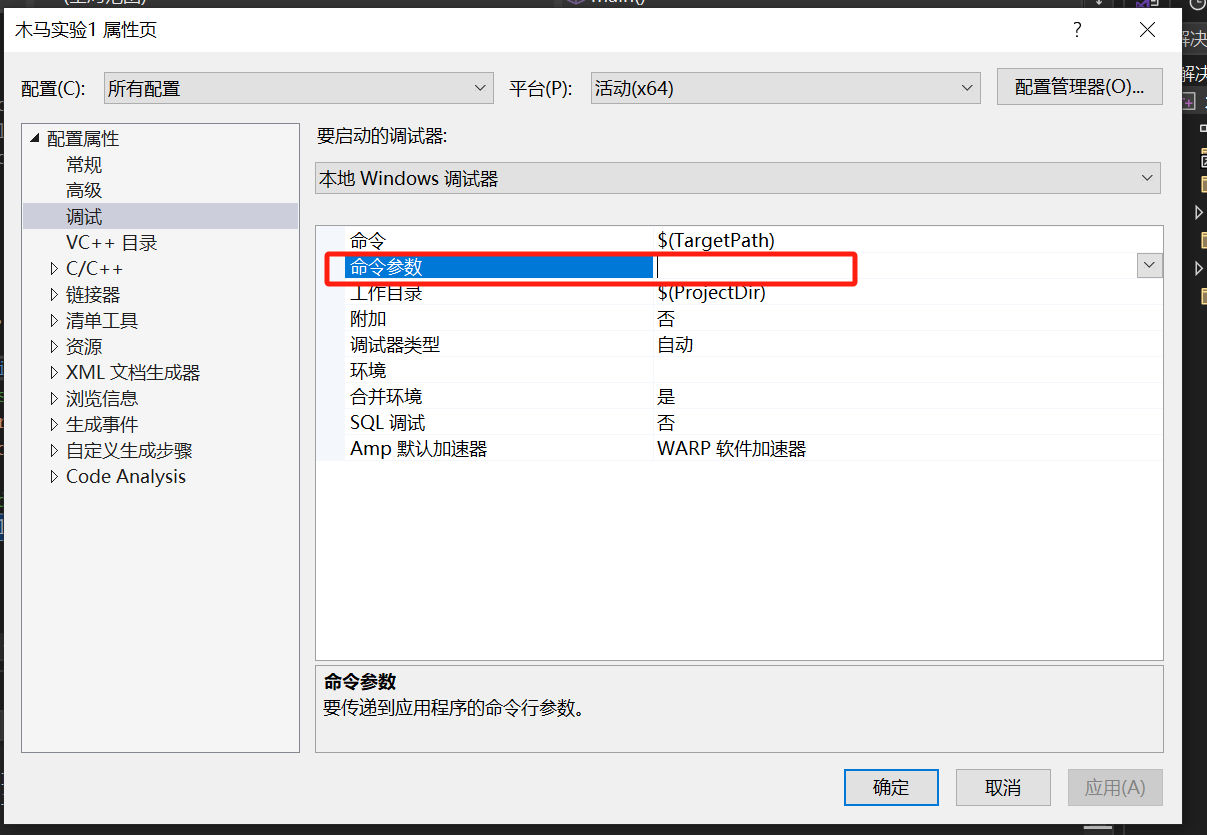 木马实验1 属性页
?
配置(C):
所有配置
平台(P):
活动(x64)
配置管理器(O)...
配置属性
常规
高级
调试
VC++ 目录
C/C++
链接器
清单工具
资源
XML 文档生成器
浏览信息
生成事件
自定义生成步骤
Code Analysis
要启动的调试器:
本地 Windows 调试器
命令 $(TargetPath)
命令参数
工作目录 $(ProjectDir)
附加 否
调试器类型 自动
环境
合并环境 是
SQL 调试 否
Amp 默认加速器 WARP 软件加速器
命令参数
要传递到应用程序的命令行参数。
确定
取消
应用(A)
解决
解决